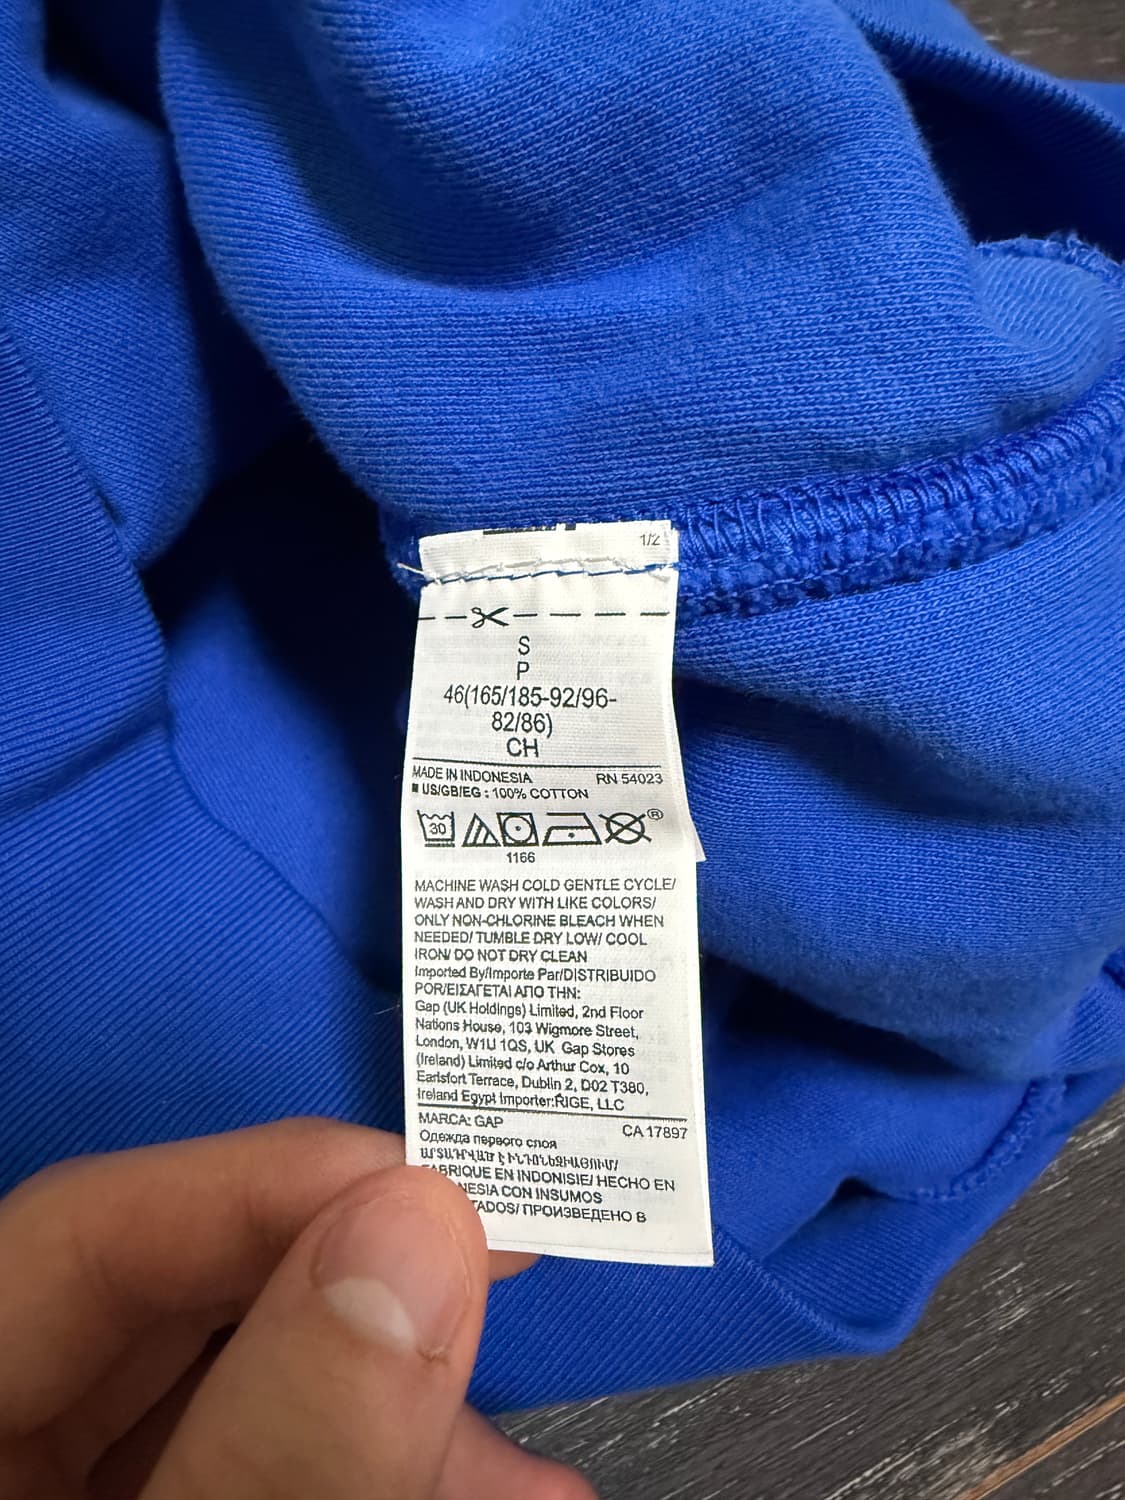 1/2
S
P
46(165/185-92/96-
82/86)
CH
MADE IN INDONESIA RN 54023
US/GB/EG : 100% COTTON
30 ®
1166
MACHINE WASH COLD GENTLE CYCLE/
WASH AND DRY WITH LIKE COLORS/
ONLY NON-CHLORINE BLEACH WHEN
NEEDED/ TUMBLE DRY LOW/ COOL
IRON/ DO NOT DRY CLEAN
Imported By/Importe Par/DISTRIBUIDO
POR/ΕΙΣΑΓΕΤΑΙ ΑΠΟ ΤΗΝ:
Gap (UK Holdings) Limited, 2nd Floor
Nations House, 103 Wigmore Street,
London, W1U 1QS, UK Gap Stores
(Ireland) Limited c/o Arthur Cox, 10
Earlsfort Terrace, Dublin 2, D02 T380,
Ireland Egypt Importer:RIGE, LLC
MARCA: GAP CA 17897
Одежда первого слоя
ԱՐՏԱԴՐՎԱԾ Է ԻՆԴՈՆԵԶԻԱՅՈՒՄ/
FABRIQUE EN INDONISIE/ HECHO EN
NESIA CON INSUMOS
TADOS/ ПРОИЗВЕДЕНО В